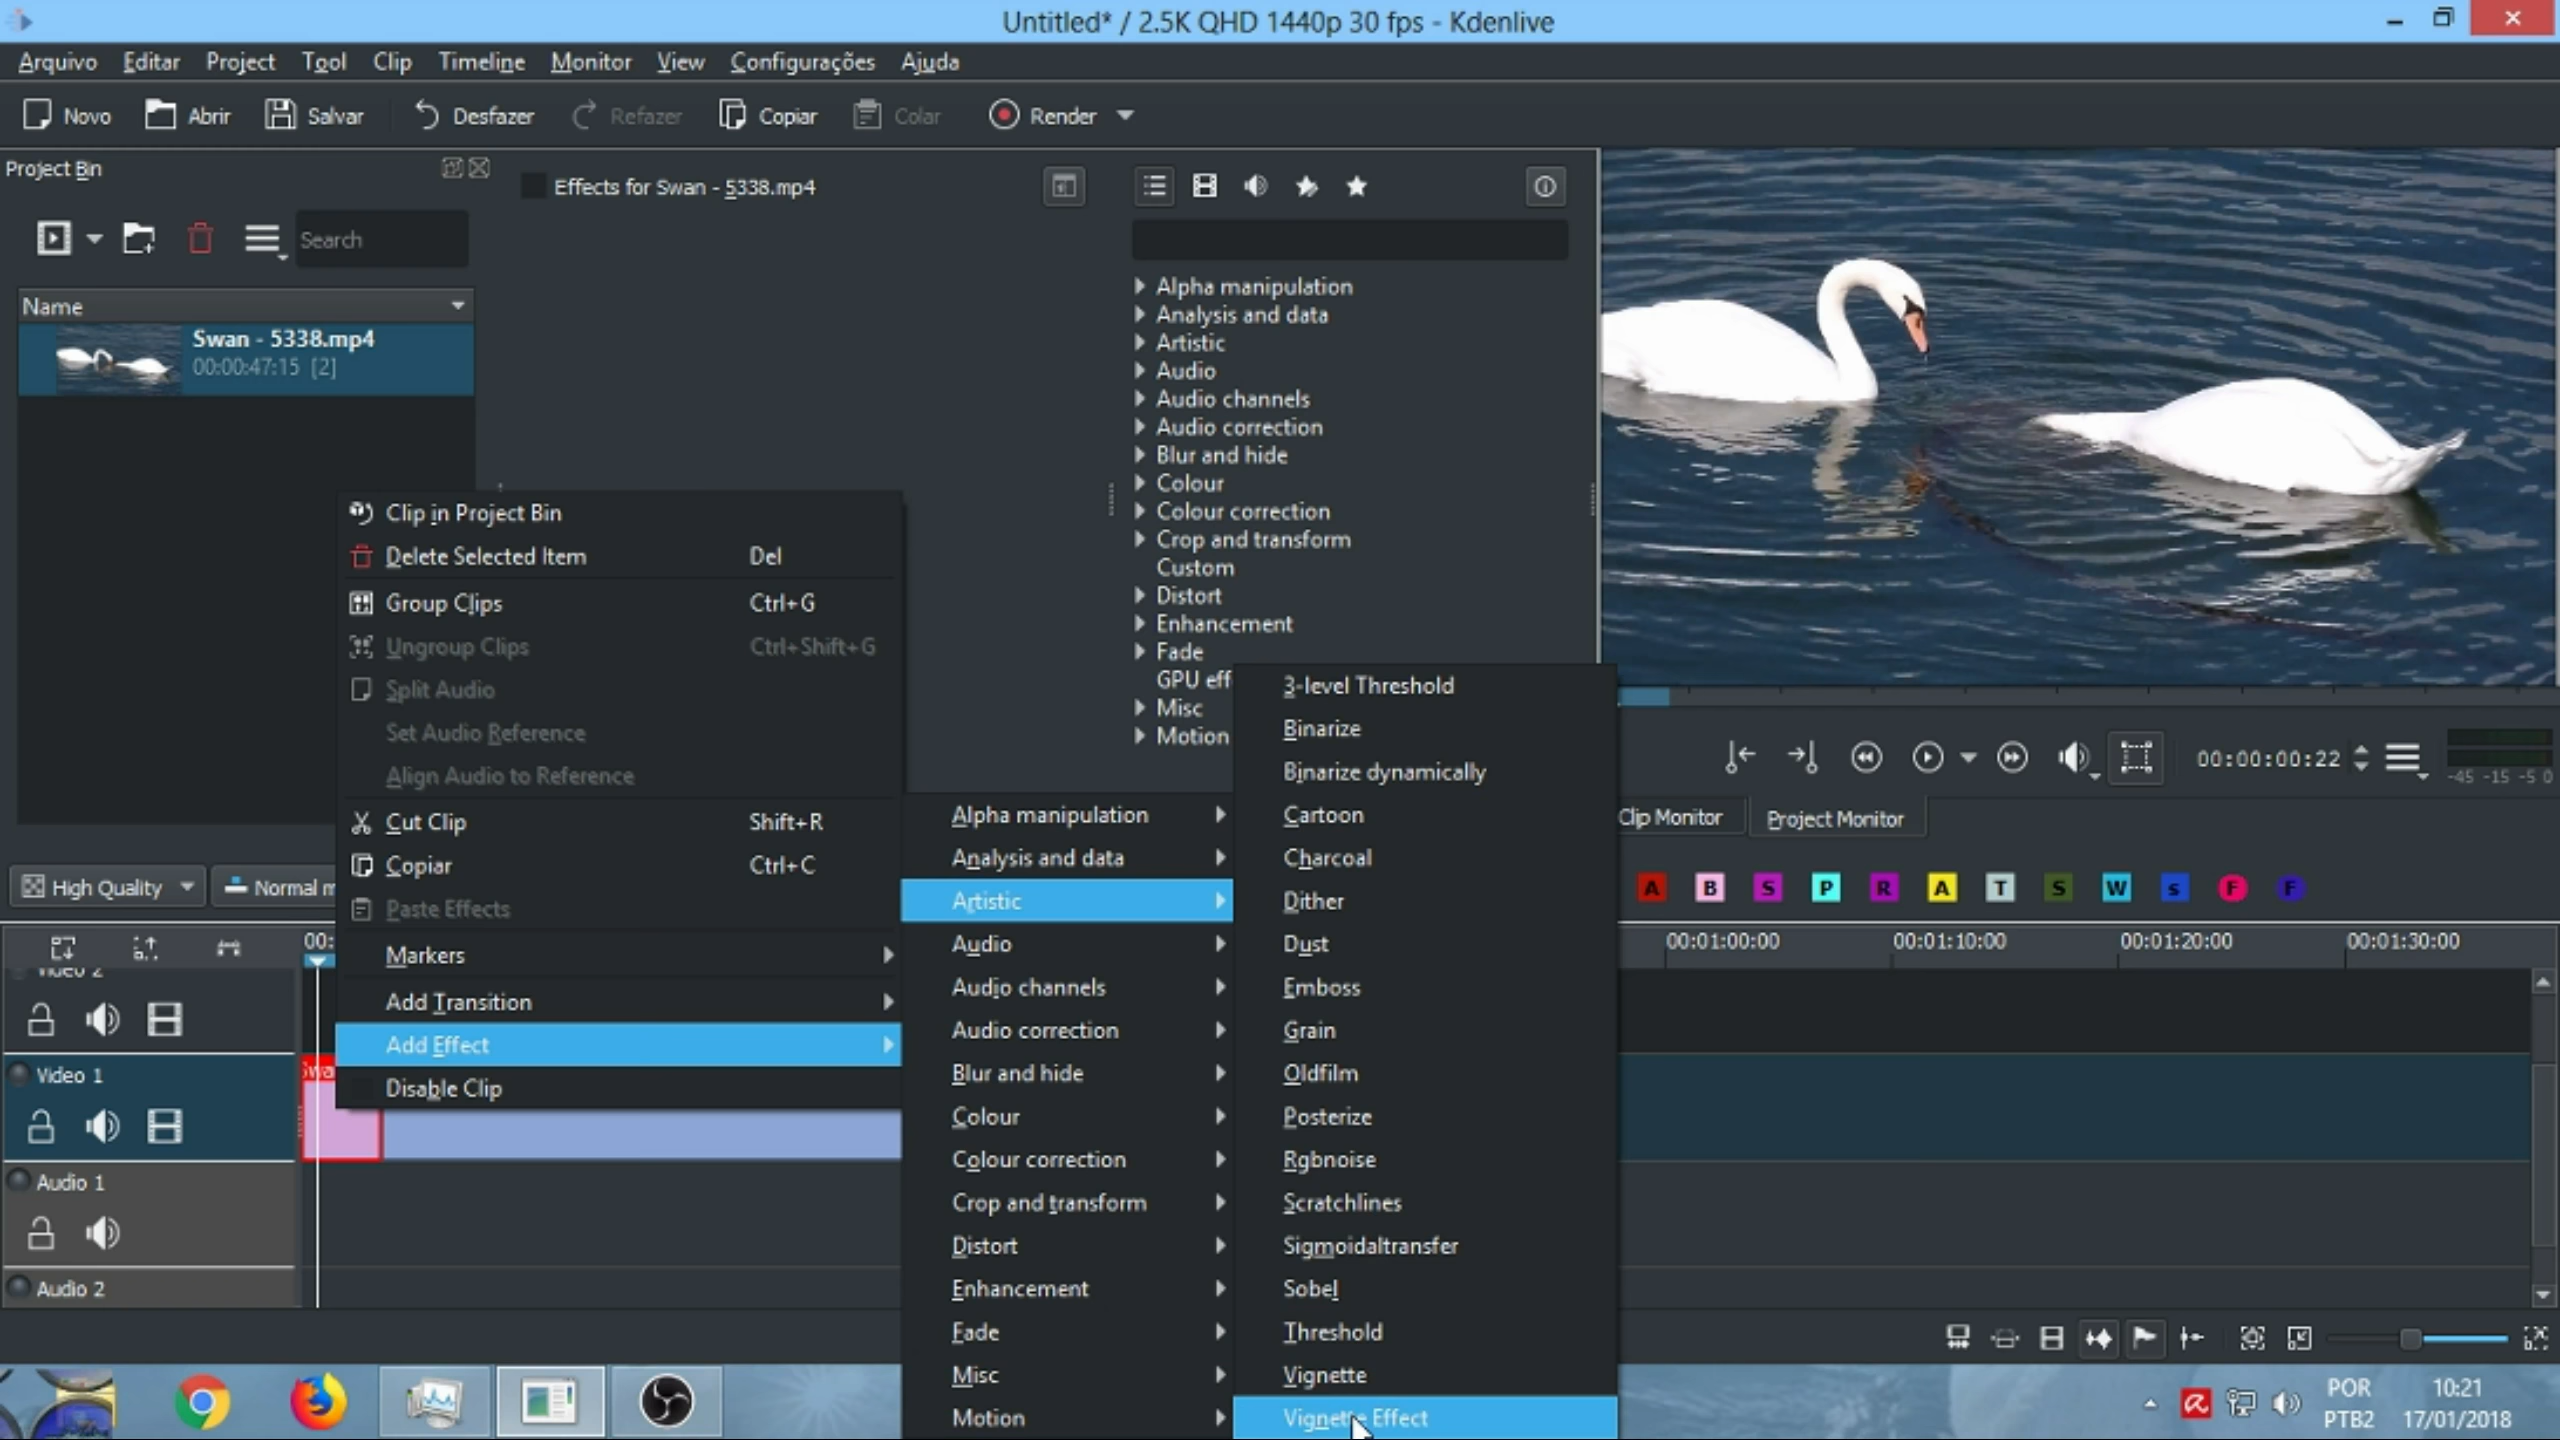 Untitled* / 2.5K QHD 1440p 30 fps - Kdenlive
Arquivo Editar Project Tool Clip Timeline Monitor View Configurações Ajuda
Novo Abrir Salvar Desfazer Refazer Copiar Colar Render
Project Bin
Effects for Swan - 5338.mp4
Search
Name
Swan - 5338.mp4
00:00:47:15 [2]
Alpha manipulation
Analysis and data
Artistic
Audio
Audio channels
Audio correction
Blur and hide
Colour
Colour correction
Crop and transform
Custom
Distort
Enhancement
Fade
GPU eff
Misc
Motion
Clip in Project Bin
Delete Selected Item Del
Group Clips Ctrl+G
Ungroup Clips Ctrl+Shift+G
Split Audio
Set Audio Reference
Align Audio to Reference
Cut Clip Shift+R
Copiar Ctrl+C
Paste Effects
Markers
Add Transition
Add Effect
Disable Clip
Alpha manipulation
Analysis and data
Artistic
Audio
Audio channels
Audio correction
Blur and hide
Colour
Colour correction
Crop and transform
Distort
Enhancement
Fade
Misc
Motion
3-level Threshold
Binarize
Binarize dynamically
Cartoon
Charcoal
Dither
Dust
Emboss
Grain
Oldfilm
Posterize
Rgbnoise
Scratchlines
Sigmoidaltransfer
Sobel
Threshold
Vignette
Vignette Effect
00:00:00:22
-45 -15 -5 0
Clip Monitor Project Monitor
High Quality Normal m
A B S P R A T S W s F F
00: 00:01:00:00 00:01:10:00 00:01:20:00 00:01:30:00
Video 2
Video 1
Swa
Audio 1
Audio 2
POR
PTB2
10:21
17/01/2018